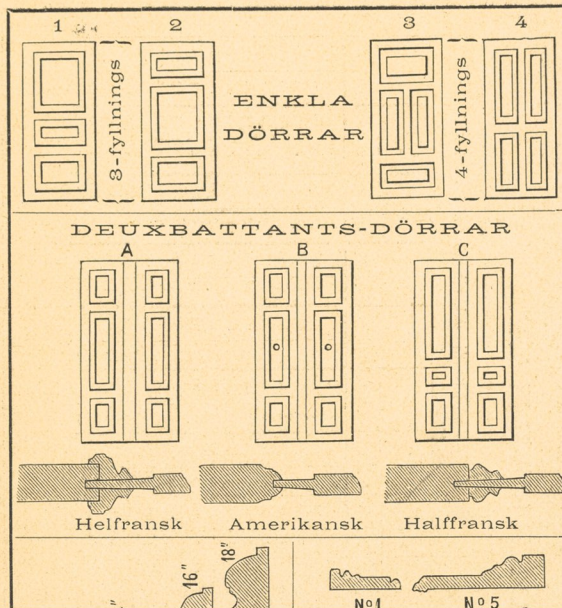 1 2 3 4
3-fyllnings
ENKLA
DÖRRAR
4-fyllnings
DEUXBATTANTS-DÖRRAR
A B C
Helfransk Amerikansk Halffransk
16" 18"
Nº1 Nº5